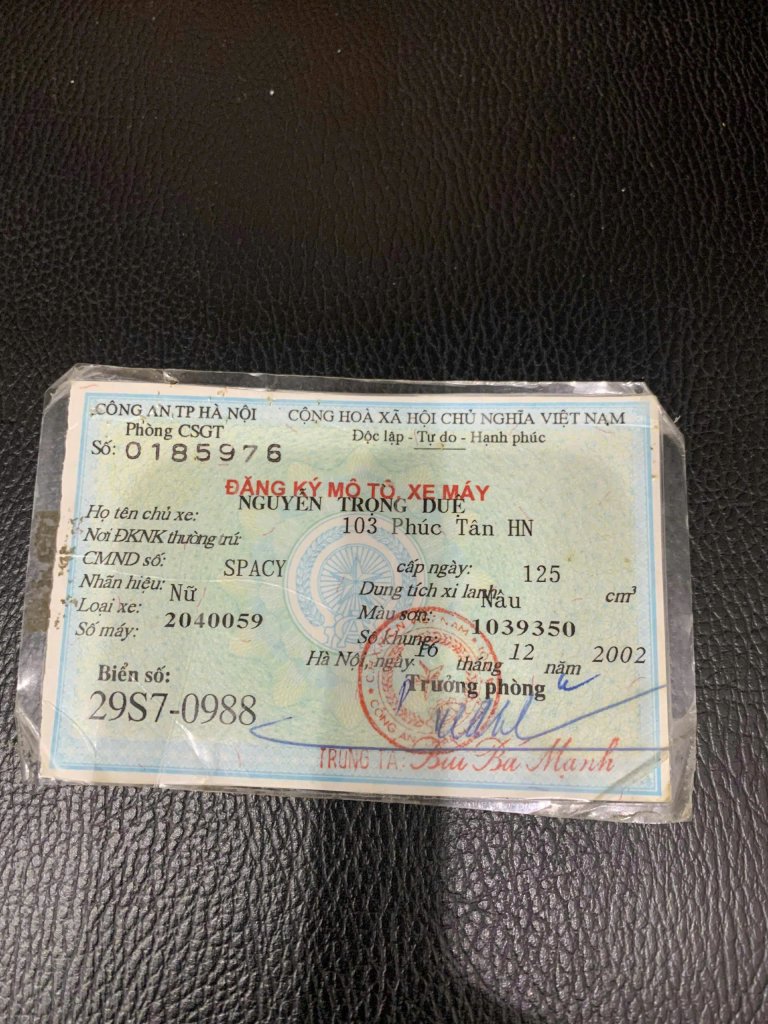 CÔNG AN TP HÀ NỘI
Phòng CSGT
Số: 0185976
CỘNG HOÀ XÃ HỘI CHỦ NGHĨA VIỆT NAM
Độc lập - Tự do - Hạnh phúc
ĐĂNG KÝ MÔ TÔ, XE MÁY
Họ tên chủ xe: NGUYỄN TRỌNG DUỆ
Nơi ĐKNK thường trú: 103 Phúc Tân HN
CMND số: cấp ngày:
Nhãn hiệu: SPACY Dung tích xi lanh: 125 cm³
Loại xe: Nữ Màu sơn: Nâu
Số máy: 2040059 Số khung: 1039350
Hà Nội, ngày 16 tháng 12 năm 2002
Biển số:
29S7-0988
Trưởng phòng
TRUNG TÁ: Bùi Bá Mạnh